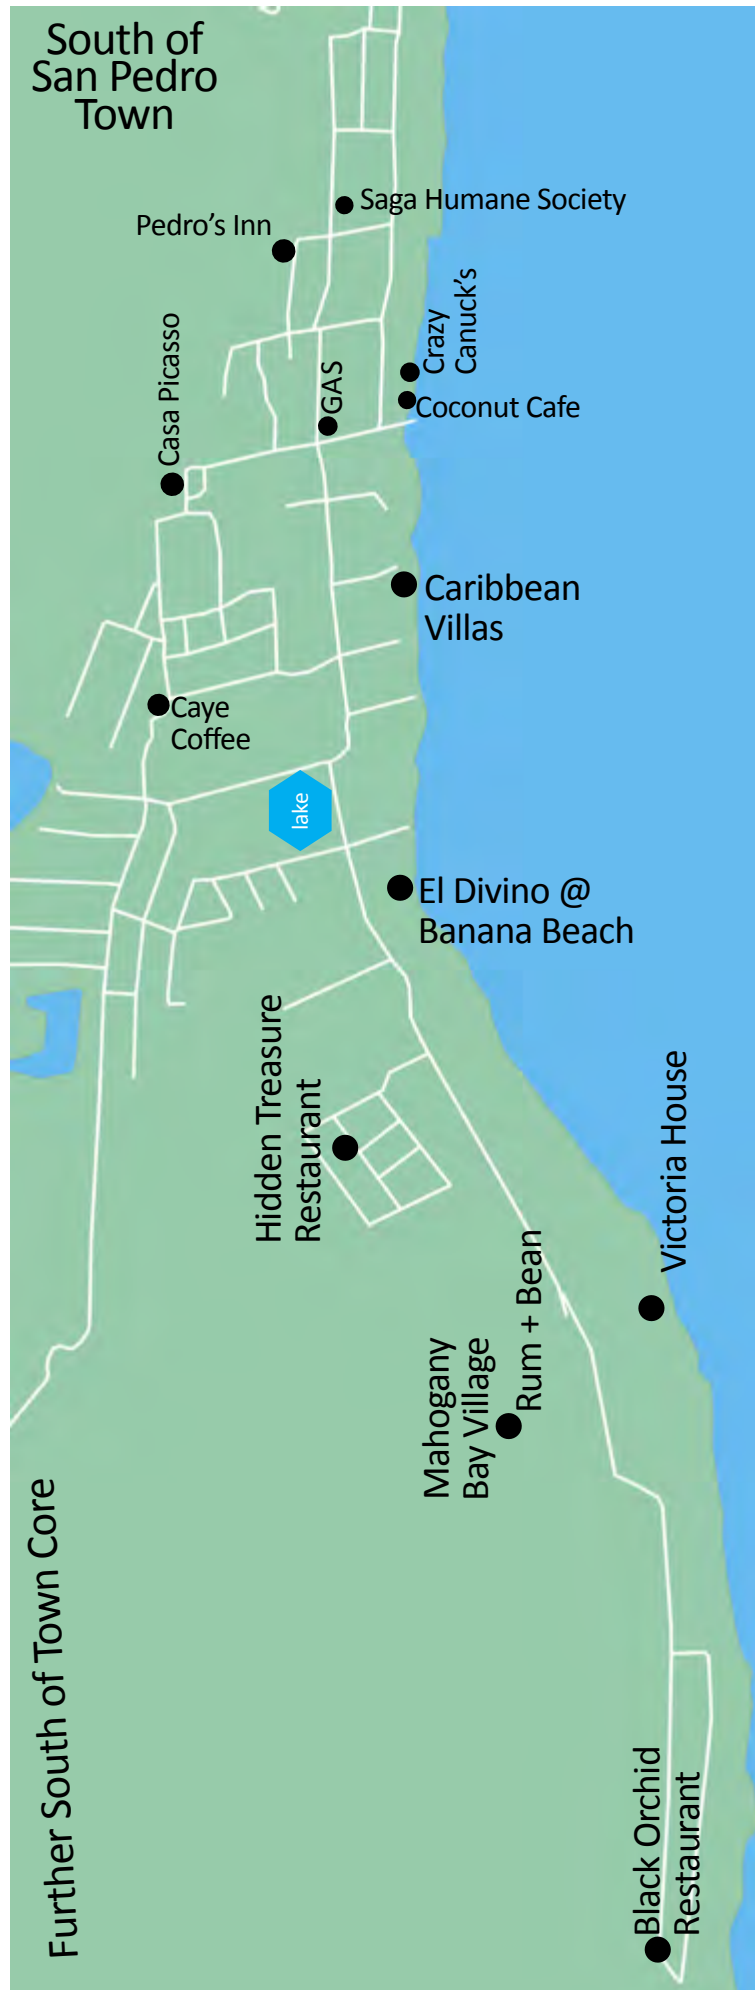 South of
San Pedro
Town
Saga Humane Society
Pedro's Inn
Crazy
Canuck's
Casa Picasso
GAS
Coconut Cafe
Caribbean
Villas
Caye
Coffee
lake
El Divino @
Banana Beach
Hidden Treasure
Restaurant
Victoria House
Rum + Bean
Mahogany
Bay Village
Further South of Town Core
Black Orchid
Restaurant